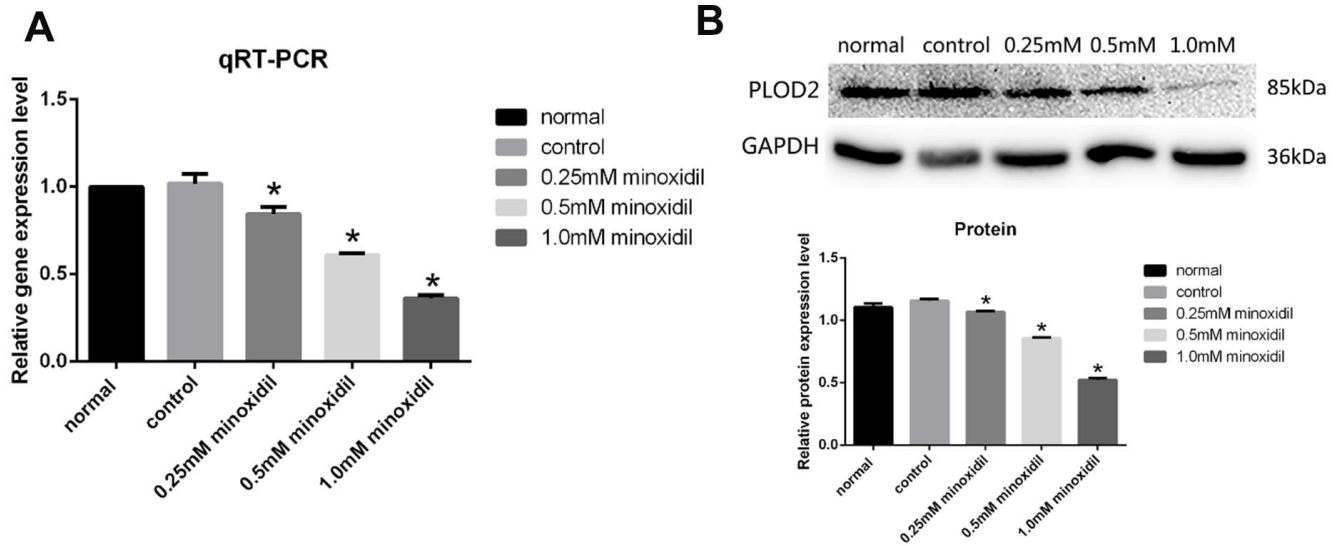 A
qRT-PCR
Relative gene expression level
1.5
1.0
0.5
0.0
*
*
*
normal
control
0.25mM minoxidil
0.5mM minoxidil
1.0mM minoxidil
normal
control
0.25mM minoxidil
0.5mM minoxidil
1.0mM minoxidil
B
normal control 0.25mM 0.5mM 1.0mM
PLOD2 85kDa
GAPDH 36kDa
Protein
Relative protein expression level
1.5
1.0
0.5
0.0
*
*
*
normal
control
0.25mM minoxidil
0.5mM minoxidil
1.0mM minoxidil
normal
control
0.25mM minoxidil
0.5mM minoxidil
1.0mM minoxidil